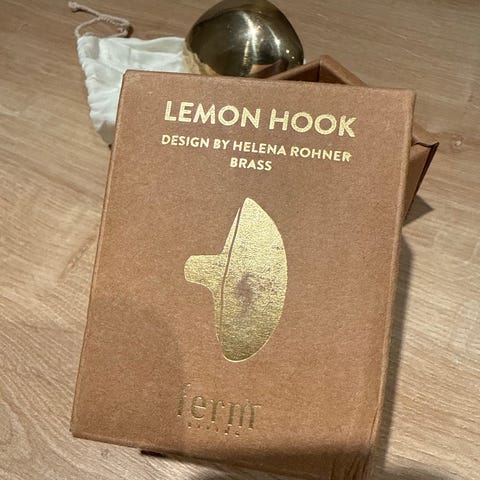 LEMON HOOK
DESIGN BY HELENA ROHNER
BRASS
ferm